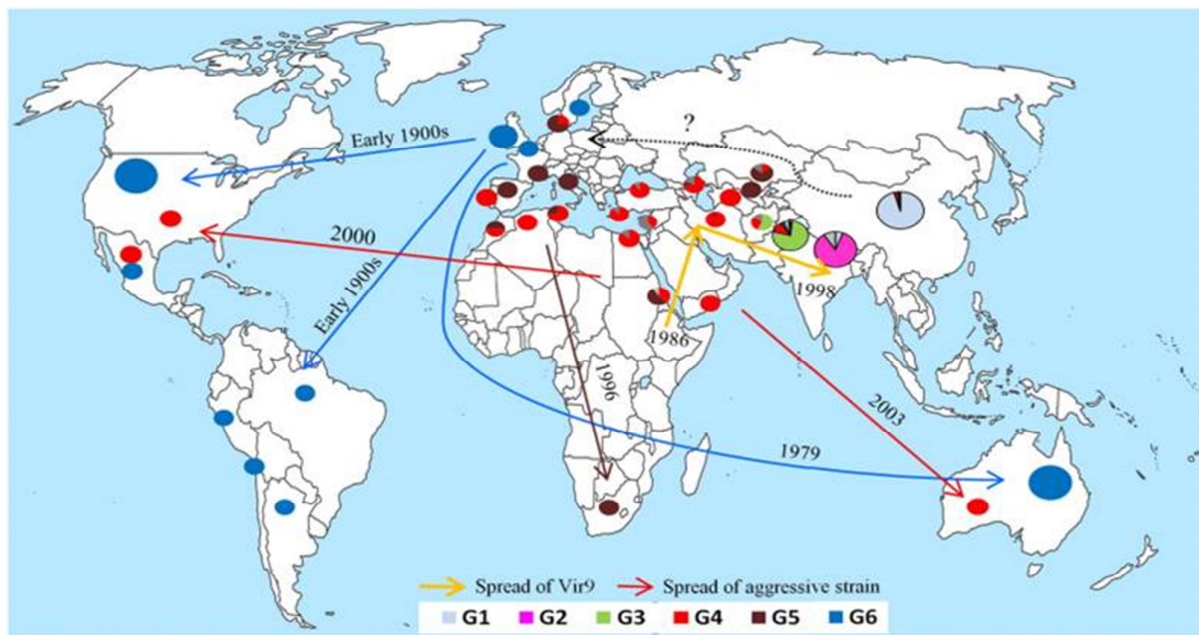 ?
Early 1900s
2000
Early 1900s
1998
1986
1996
2003
1979
Spread of Vir9
Spread of aggressive strain
G1 G2 G3 G4 G5 G6